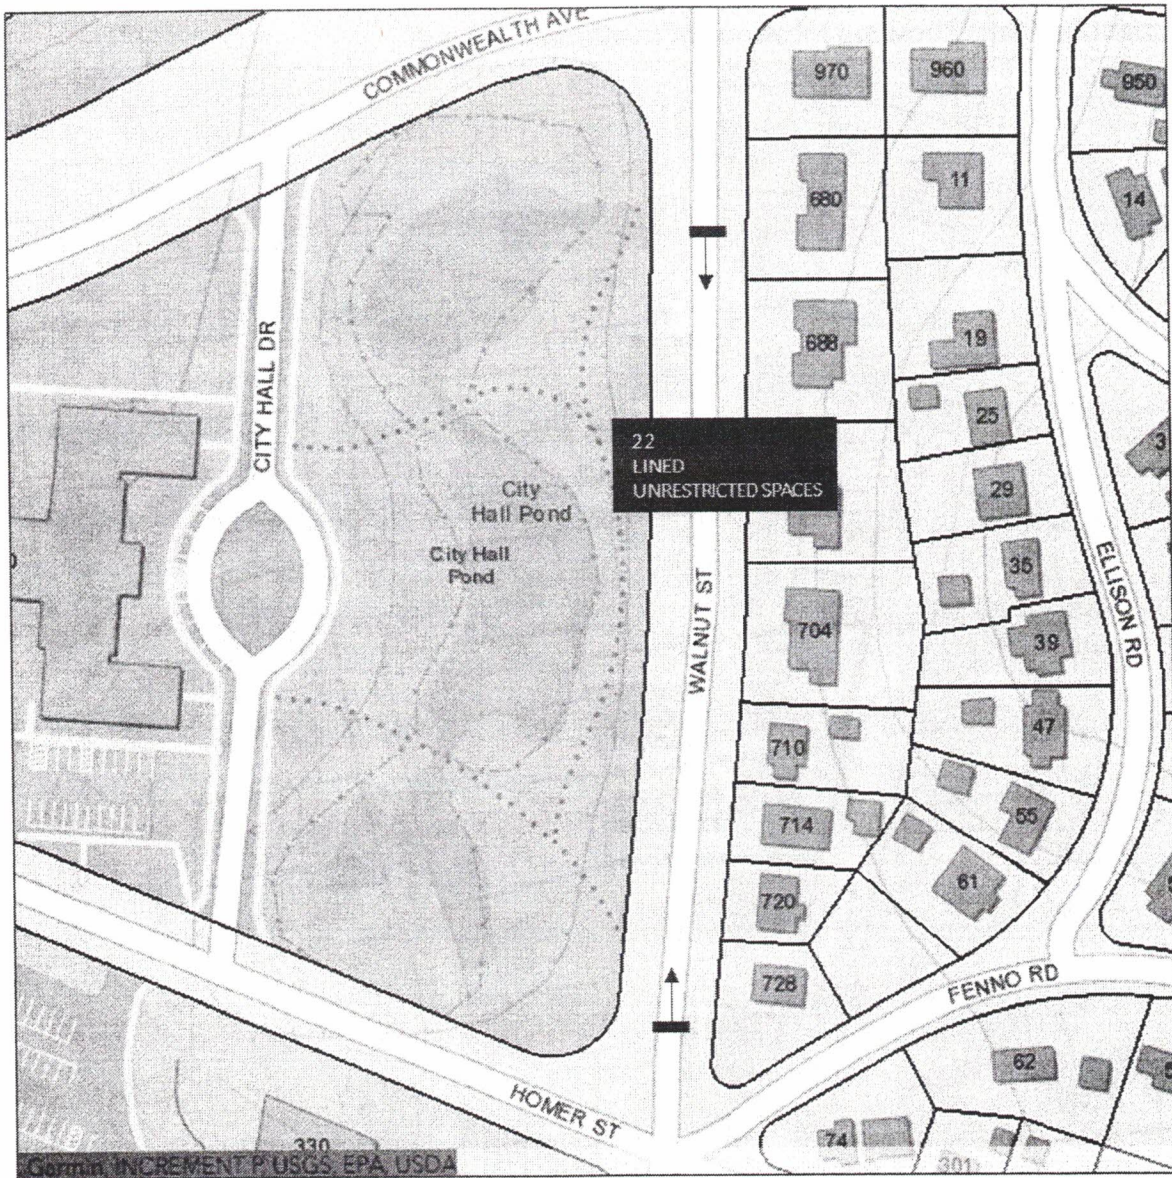 COMMONWEALTH AVE
970
960
950
680
11
14
688
19
CITY HALL DR
25
22
LINED
UNRESTRICTED SPACES
29
City
Hall Pond
City Hall
Pond
WALNUT ST
35
ELLISON RD
704
39
710
47
714
55
720
61
728
FENNO RD
62
HOMER ST
74
330
301
Garmin, INCREMENT P, USGS, EPA, USDA